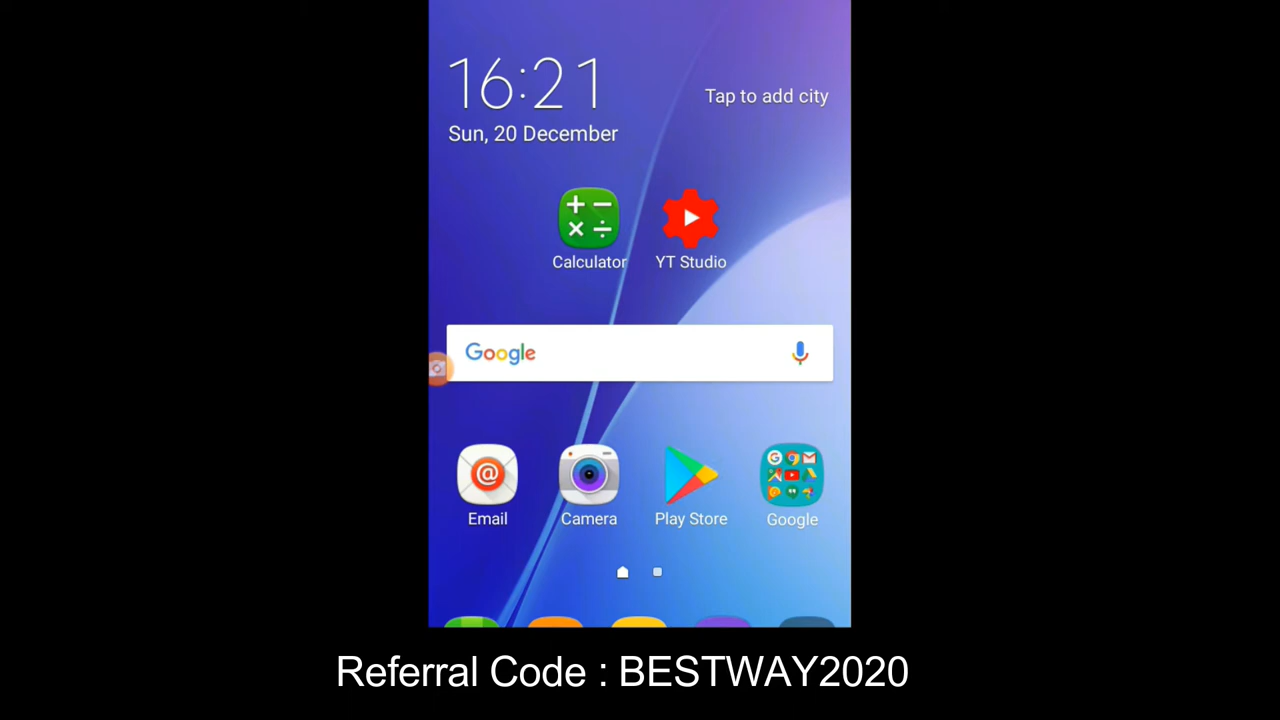 16:21
Tap to add city
Sun, 20 December
Calculator YT Studio
Google
Email Camera Play Store Google
Referral Code : BESTWAY2020